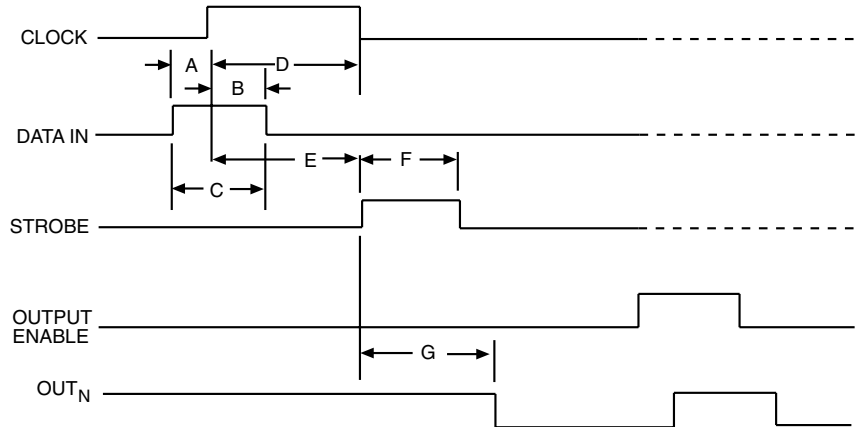 CLOCK
A
D
B
DATA IN
E
F
C
STROBE
OUTPUT
ENABLE
G
OUT_N